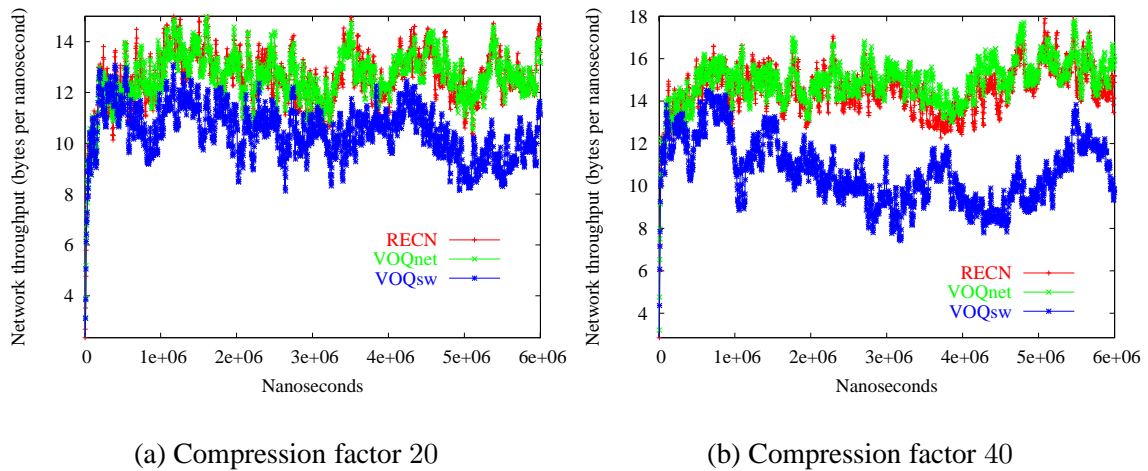 Network throughput (bytes per nanosecond)
14
12
10
8
6
4
RECN
VOQnet
VOQsw
0
1e+06
2e+06
3e+06
4e+06
5e+06
6e+06
Nanoseconds
(a) Compression factor 20
Network throughput (bytes per nanosecond)
18
16
14
12
10
8
6
4
RECN
VOQnet
VOQsw
0
1e+06
2e+06
3e+06
4e+06
5e+06
6e+06
Nanoseconds
(b) Compression factor 40